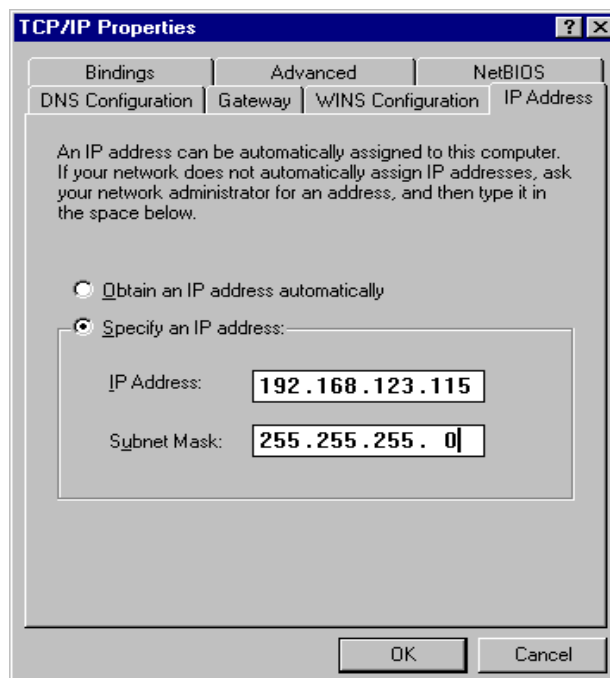 TCP/IP Properties
? X
Bindings Advanced NetBIOS
DNS Configuration Gateway WINS Configuration IP Address
An IP address can be automatically assigned to this computer.
If your network does not automatically assign IP addresses, ask
your network administrator for an address, and then type it in
the space below.
Obtain an IP address automatically
Specify an IP address:
IP Address: 192.168.123.115
Subnet Mask: 255.255.255. 0
OK Cancel